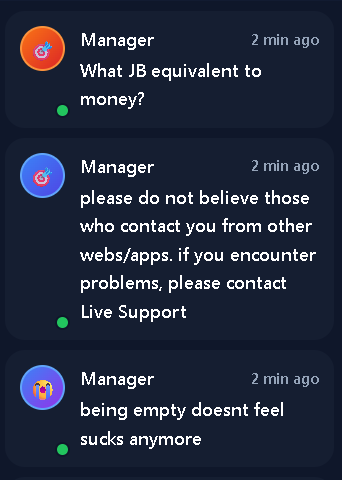 Manager 2 min ago
What JB equivalent to
money?
Manager 2 min ago
please do not believe those
who contact you from other
webs/apps. if you encounter
problems, please contact
Live Support
Manager 2 min ago
being empty doesnt feel
sucks anymore